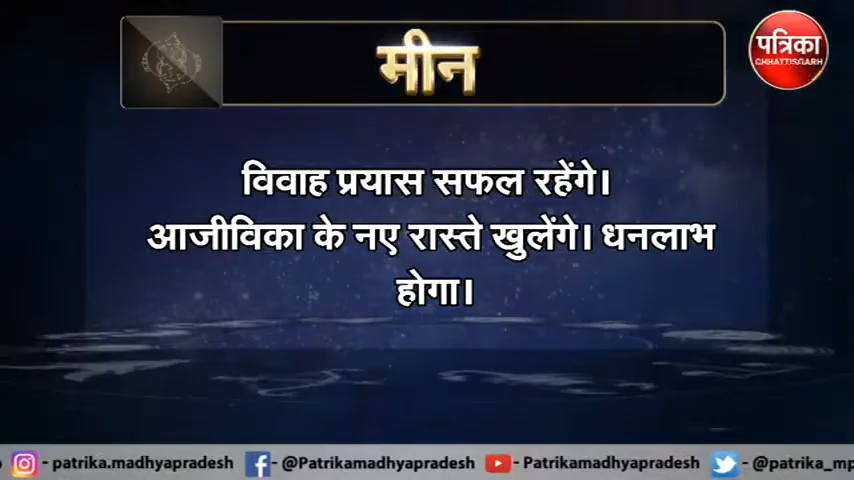 मीन
पत्रिका
CHHATTISGARH
विवाह प्रयास सफल रहेंगे।
आजीविका के नए रास्ते खुलेंगे। धनलाभ
होगा।
- patrika.madhyapradesh - @Patrikamadhyapradesh - Patrikamadhyapradesh - @patrika_mp